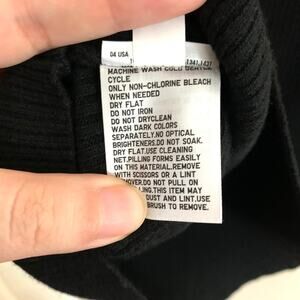 04 USA
1341,1437
MACHINE WASH COLD GENTLE
CYCLE
ONLY NON-CHLORINE BLEACH
WHEN NEEDED
DRY FLAT
DO NOT IRON
DO NOT DRYCLEAN
WASH DARK COLORS
SEPARATELY,NO OPTICAL
BRIGHTENERS,DO NOT SOAK.
DRY FLAT.USE CLEANING
NET,PILLING FORMS EASILY
ON THIS MATERIAL,REMOVE
WITH SCISSORS OR A LINT
DO NOT PULL ON
THIS ITEM MAY
DUST AND LINT.USE
BRUSH TO REMOVE